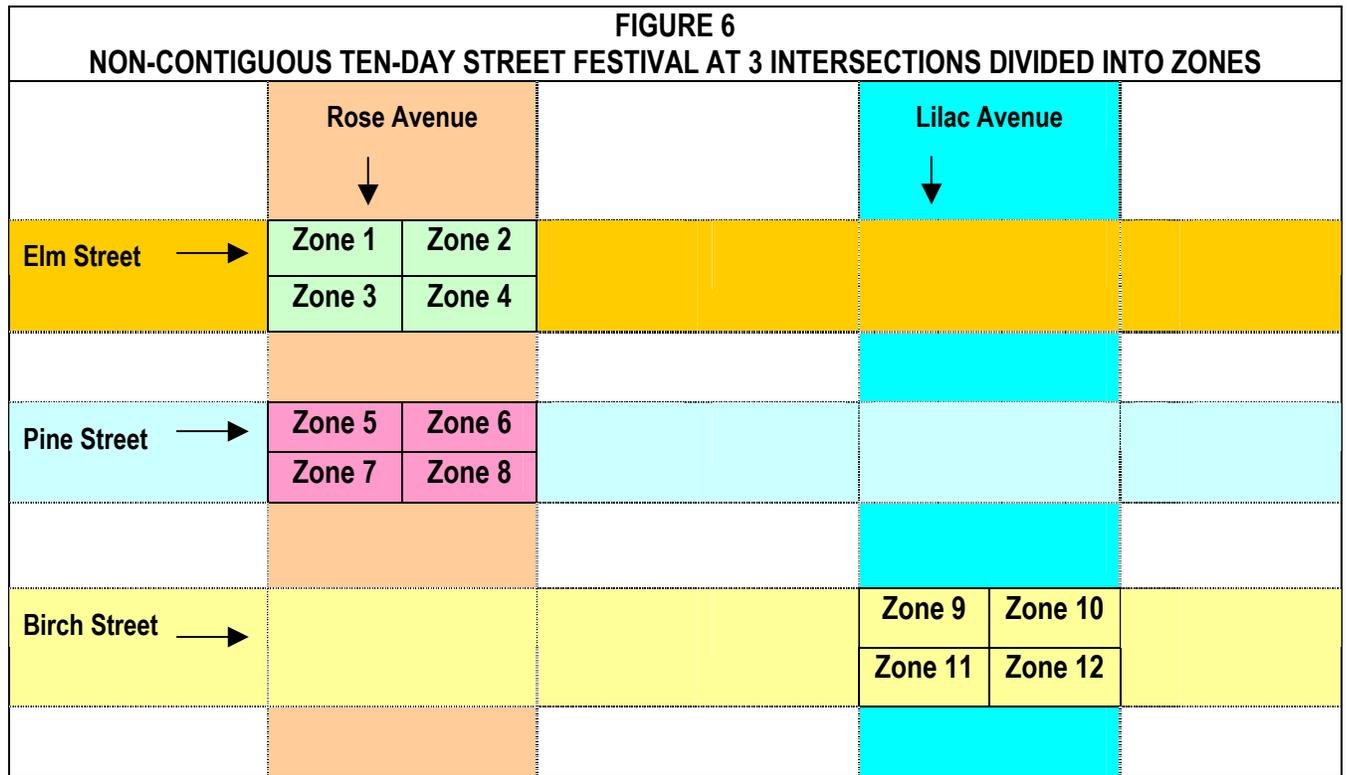 FIGURE 6
NON-CONTIGUOUS TEN-DAY STREET FESTIVAL AT 3 INTERSECTIONS DIVIDED INTO ZONES
Rose Avenue
Lilac Avenue
Elm Street
Zone 1
Zone 2
Zone 3
Zone 4
Pine Street
Zone 5
Zone 6
Zone 7
Zone 8
Birch Street
Zone 9
Zone 10
Zone 11
Zone 12